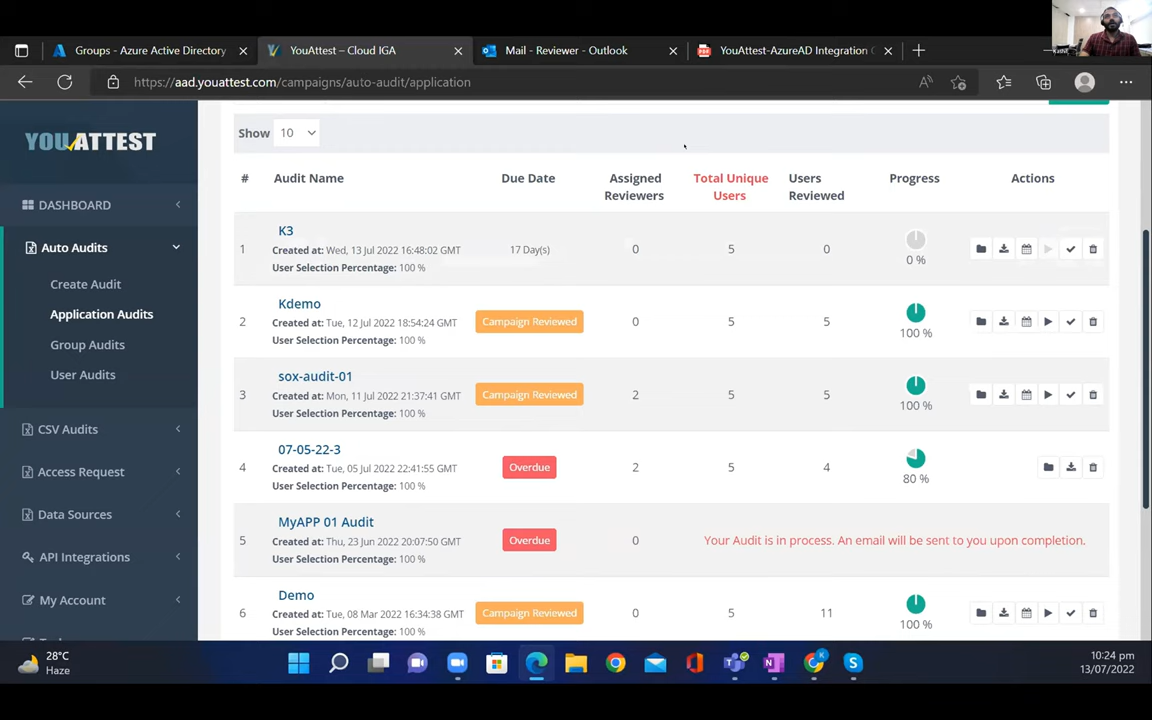 Groups - Azure Active Directory
YouAttest – Cloud IGA
Mail - Reviewer - Outlook
YouAttest-AzureAD Integration
https://aad.youattest.com/campaigns/auto-audit/application
YOUATTEST
DASHBOARD
Auto Audits
Create Audit
Application Audits
Group Audits
User Audits
CSV Audits
Access Request
Data Sources
API Integrations
My Account
Show 10
# Audit Name Due Date Assigned Reviewers Total Unique Users Users Reviewed Progress Actions
K3
1 Created at: Wed, 13 Jul 2022 16:48:02 GMT 17 Day(s) 0 5 0 0 %
User Selection Percentage: 100 %
Kdemo
2 Created at: Tue, 12 Jul 2022 18:54:24 GMT Campaign Reviewed 0 5 5 100 %
User Selection Percentage: 100 %
sox-audit-01
3 Created at: Mon, 11 Jul 2022 21:37:41 GMT Campaign Reviewed 2 5 5 100 %
User Selection Percentage: 100 %
07-05-22-3
4 Created at: Tue, 05 Jul 2022 22:41:55 GMT Overdue 2 5 4 80 %
User Selection Percentage: 100 %
MyAPP 01 Audit
5 Created at: Thu, 23 Jun 2022 20:07:50 GMT Overdue 0 Your Audit is in process. An email will be sent to you upon completion.
User Selection Percentage: 100 %
Demo
6 Created at: Tue, 08 Mar 2022 16:34:38 GMT Campaign Reviewed 0 5 11 100 %
User Selection Percentage: 100 %
28°C
Haze
10:24 pm
13/07/2022